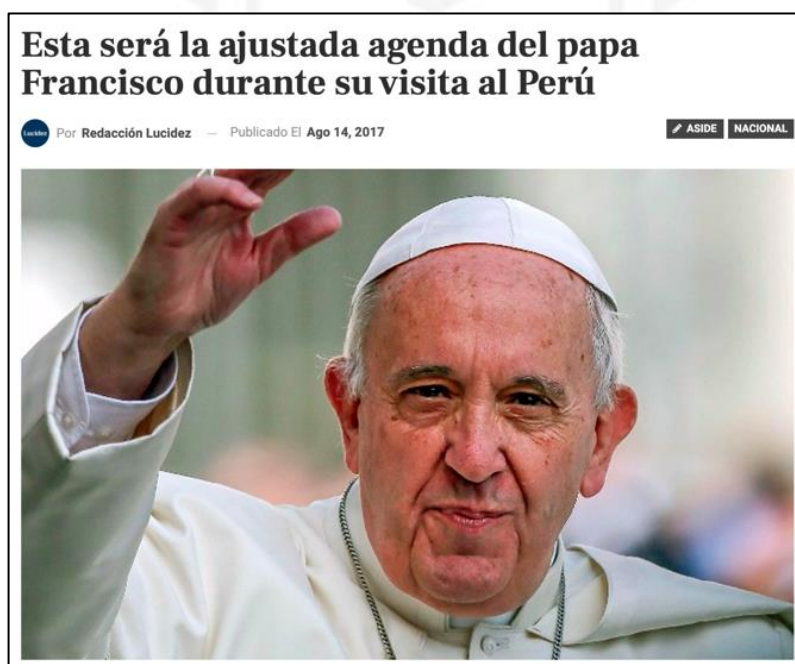 Esta será la ajustada agenda del papa
Francisco durante su visita al Perú
Lucidez Por Redacción Lucidez — Publicado El Ago 14, 2017 ASIDE NACIONAL